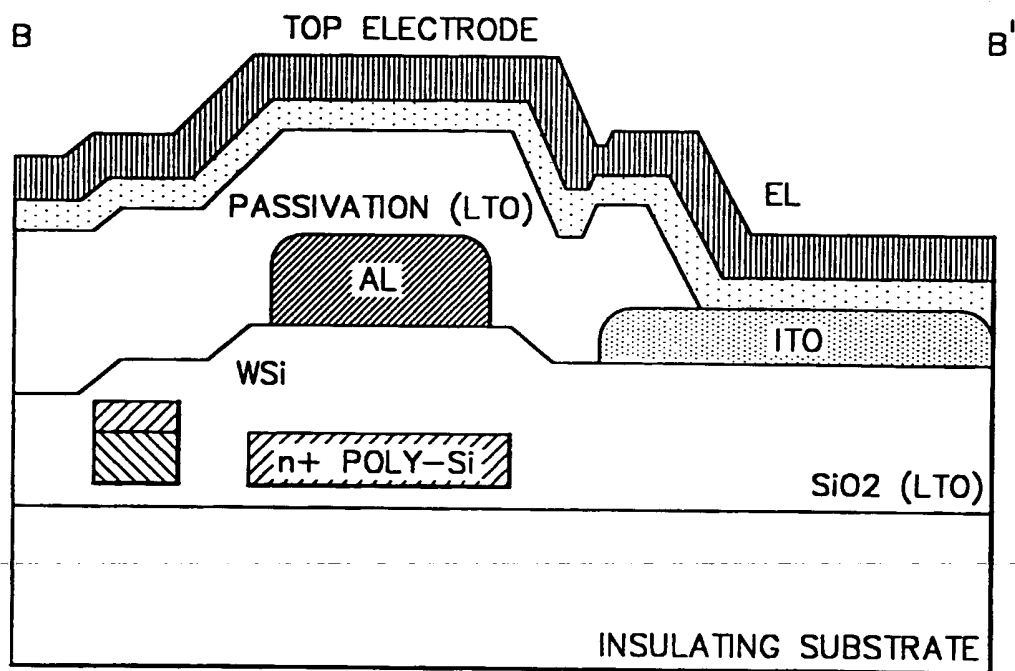 B
TOP ELECTRODE
B'
EL
PASSIVATION (LTO)
AL
ITO
WSi
n+ POLY-Si
SiO2 (LTO)
INSULATING SUBSTRATE